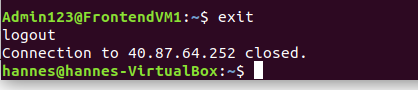 Admin123@FrontendVM1:~$ exit
logout
Connection to 40.87.64.252 closed.
hannes@hannes-VirtualBox:~$